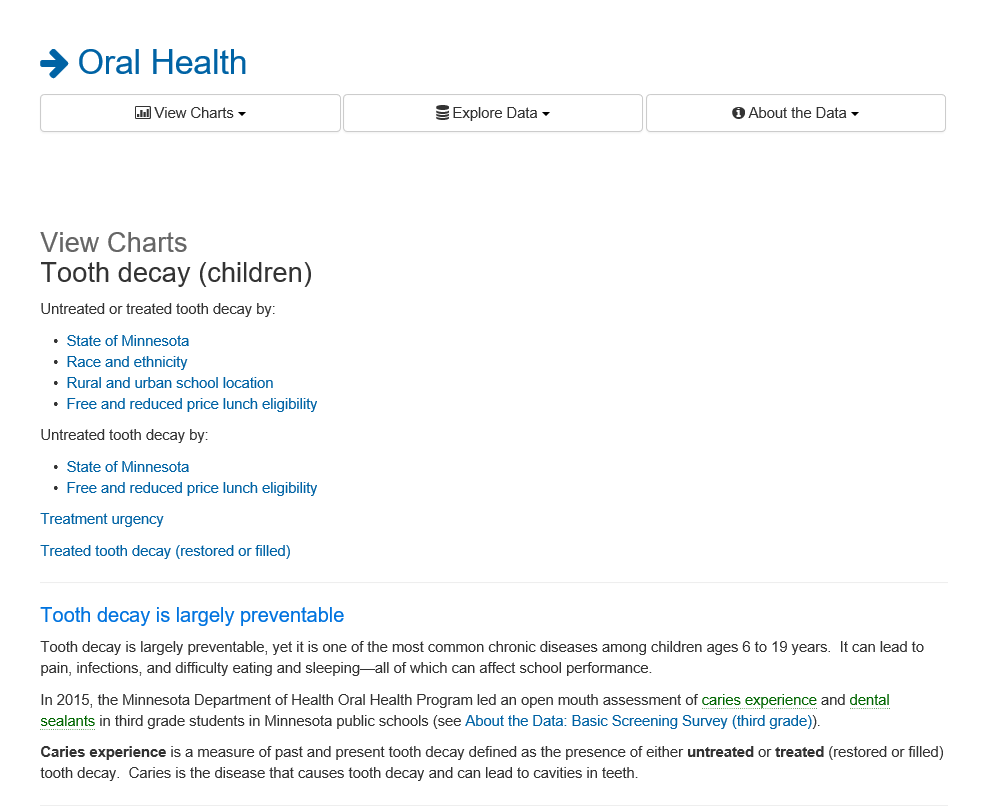 Oral Health
View Charts
Explore Data
About the Data
View Charts
Tooth decay (children)
Untreated or treated tooth decay by:
• State of Minnesota
• Race and ethnicity
• Rural and urban school location
• Free and reduced price lunch eligibility
Untreated tooth decay by:
• State of Minnesota
• Free and reduced price lunch eligibility
Treatment urgency
Treated tooth decay (restored or filled)
Tooth decay is largely preventable
Tooth decay is largely preventable, yet it is one of the most common chronic diseases among children ages 6 to 19 years.  It can lead to
pain, infections, and difficulty eating and sleeping—all of which can affect school performance.
In 2015, the Minnesota Department of Health Oral Health Program led an open mouth assessment of caries experience and dental
sealants in third grade students in Minnesota public schools (see About the Data: Basic Screening Survey (third grade)).
Caries experience is a measure of past and present tooth decay defined as the presence of either untreated or treated (restored or filled)
tooth decay.  Caries is the disease that causes tooth decay and can lead to cavities in teeth.